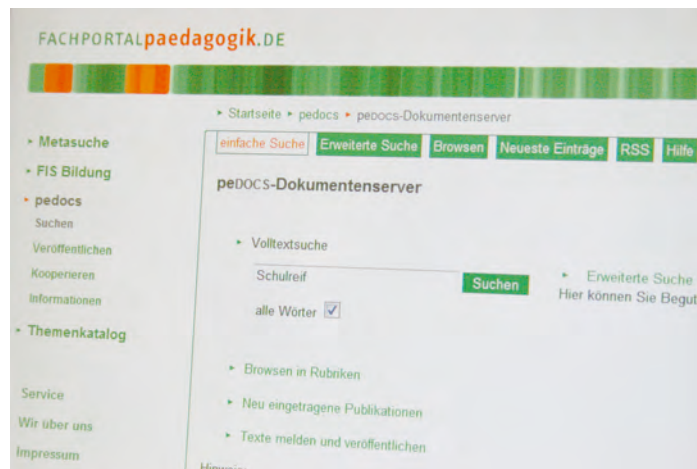 FACHPORTALpaedagogik.DE
▸ Startseite ▸ pedocs ▸ peDOCS-Dokumentenserver
▸ Metasuche
▸ FIS Bildung
▸ pedocs
Suchen
Veröffentlichen
Kooperieren
Informationen
▸ Themenkatalog
Service
Wir über uns
Impressum
einfache Suche Erweiterte Suche Browsen Neueste Einträge RSS Hilfe
peDOCS-Dokumentenserver
▸ Volltextsuche
Schulreif Suchen
alle Wörter
▸ Erweiterte Suche
Hier können Sie Begut
▸ Browsen in Rubriken
▸ Neu eingetragene Publikationen
▸ Texte melden und veröffentlichen